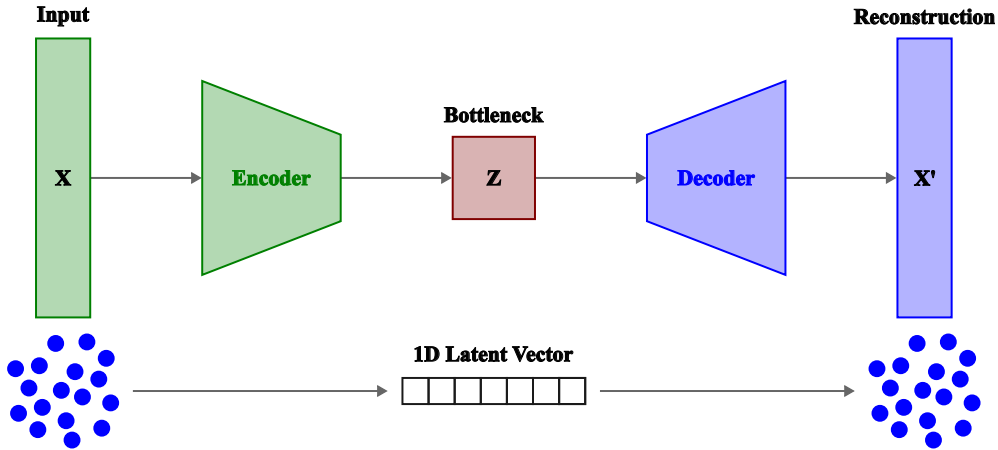 Input
Reconstruction
Bottleneck
X
Encoder
Z
Decoder
X'
1D Latent Vector